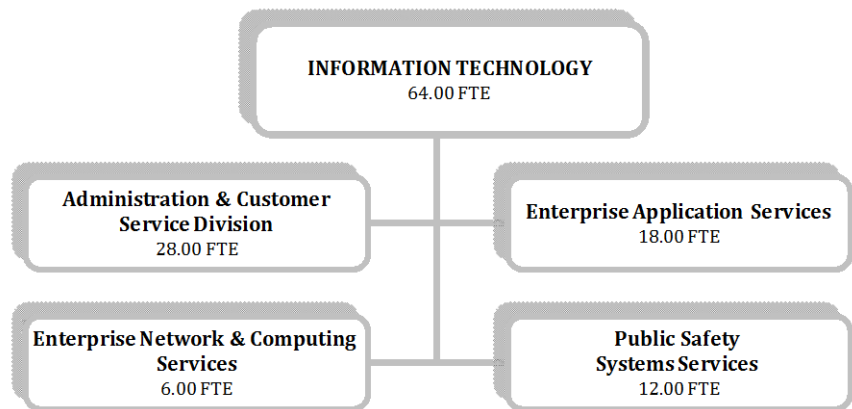 INFORMATION TECHNOLOGY
64.00 FTE
Administration & Customer
Service Division
28.00 FTE
Enterprise Application Services
18.00 FTE
Enterprise Network & Computing
Services
6.00 FTE
Public Safety
Systems Services
12.00 FTE